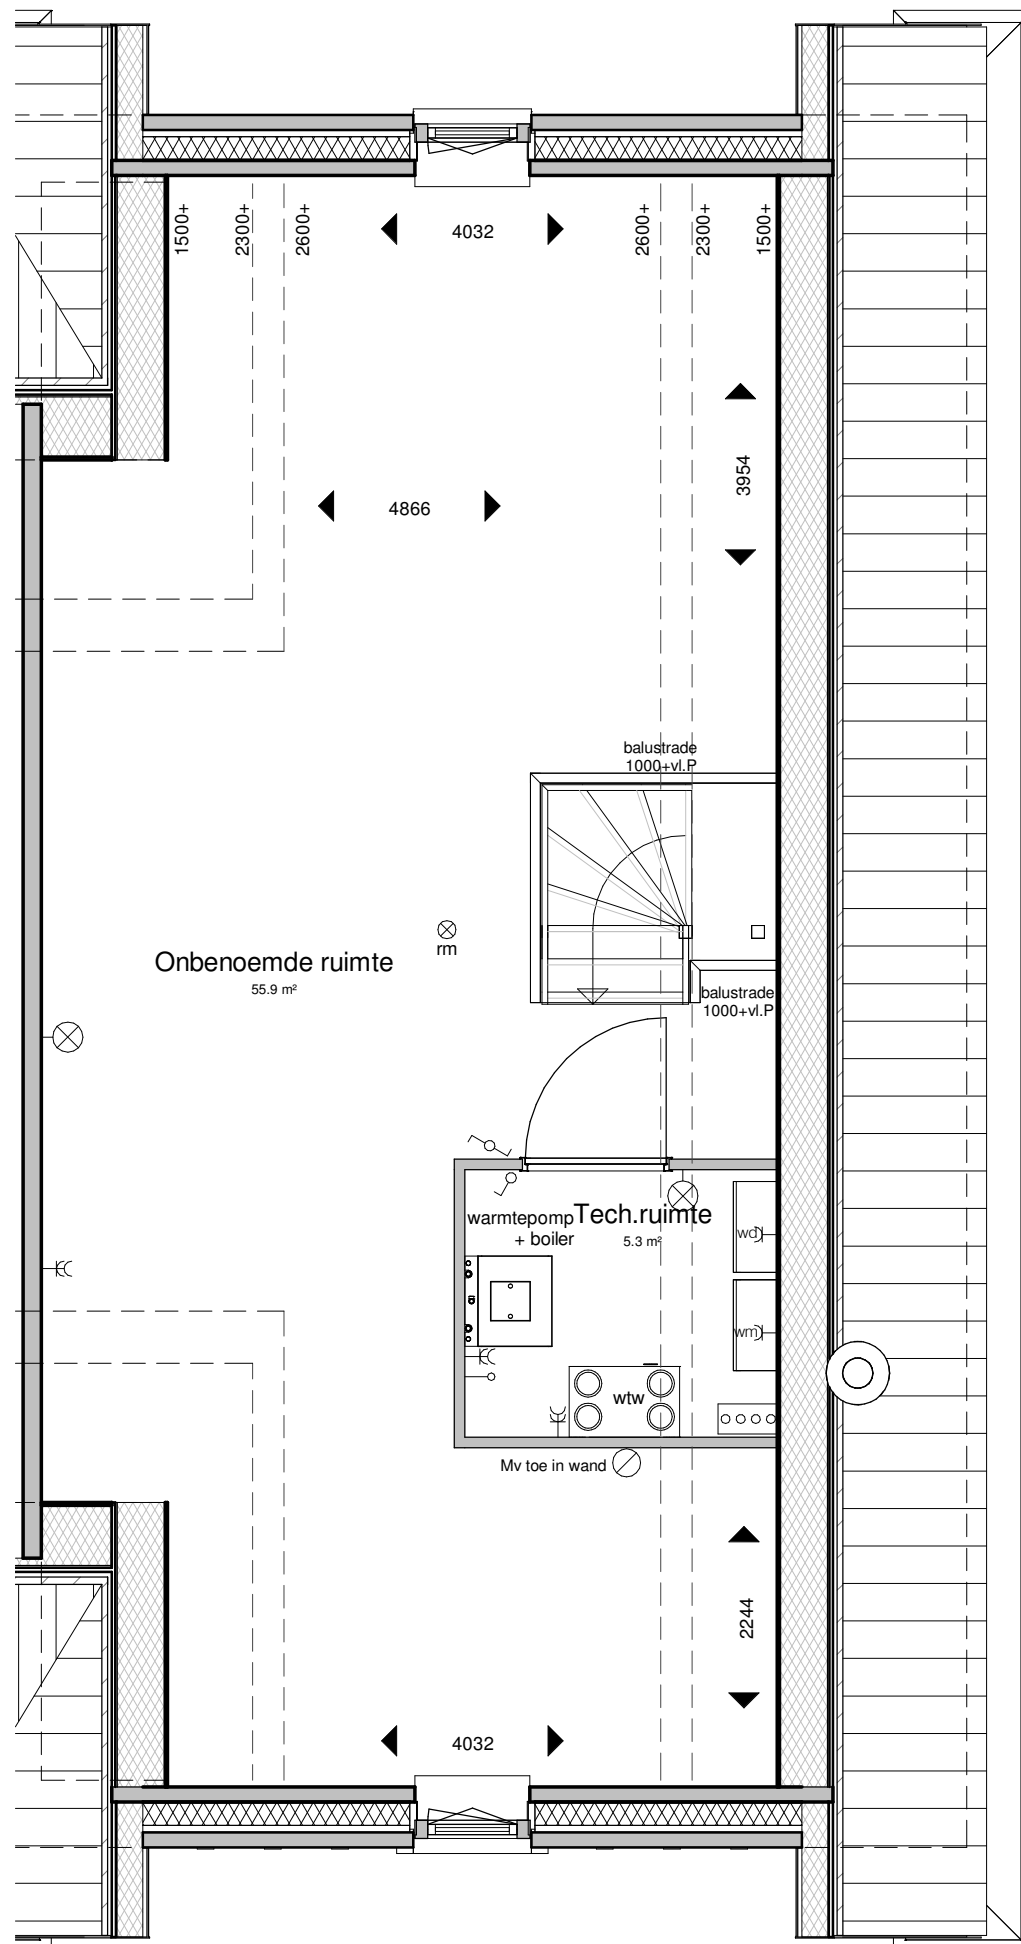 1500+
2300+
2600+
4032
2600+
2300+
1500+
3954
4866
balustrade
1000+vl.P
rm
Onbenoemde ruimte
55.9 m²
balustrade
1000+vl.P
warmtepomp
+ boiler
Tech.ruimte
5.3 m²
wd
wm
wtw
Mv toe in wand
2244
4032